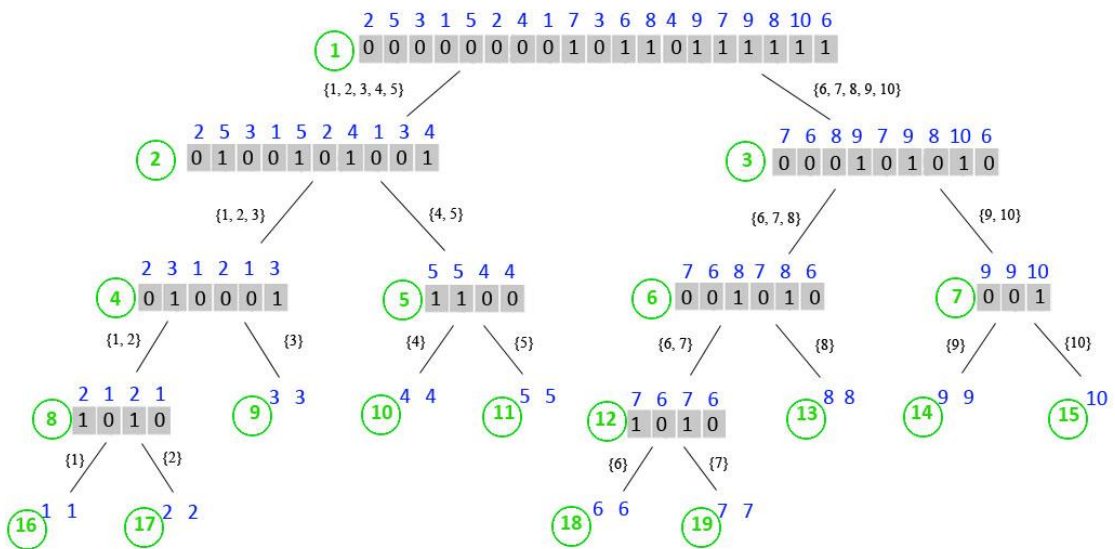 2 5 3 1 5 2 4 1 7 3 6 8 4 9 7 9 8 10 6
1 0 0 0 0 0 0 0 0 1 0 1 1 0 1 1 1 1 1 1
{1, 2, 3, 4, 5} {6, 7, 8, 9, 10}
2 5 3 1 5 2 4 1 3 4
2 0 1 0 0 1 0 1 0 0 1
7 6 8 9 7 9 8 10 6
3 0 0 0 1 0 1 0 1 0
{1, 2, 3} {4, 5} {6, 7, 8} {9, 10}
2 3 1 2 1 3
4 0 1 0 0 0 1
5 5 4 4
5 1 1 0 0
7 6 8 7 8 6
6 0 0 1 0 1 0
9 9 10
7 0 0 1
{1, 2} {3} {4} {5} {6, 7} {8} {9} {10}
2 1 2 1
8 1 0 1 0
9 3 3
10 4 4
11 5 5
7 6 7 6
12 1 0 1 0
13 8 8
14 9 9
15 10
{1} {2} {6} {7}
16 1 1
17 2 2
18 6 6
19 7 7